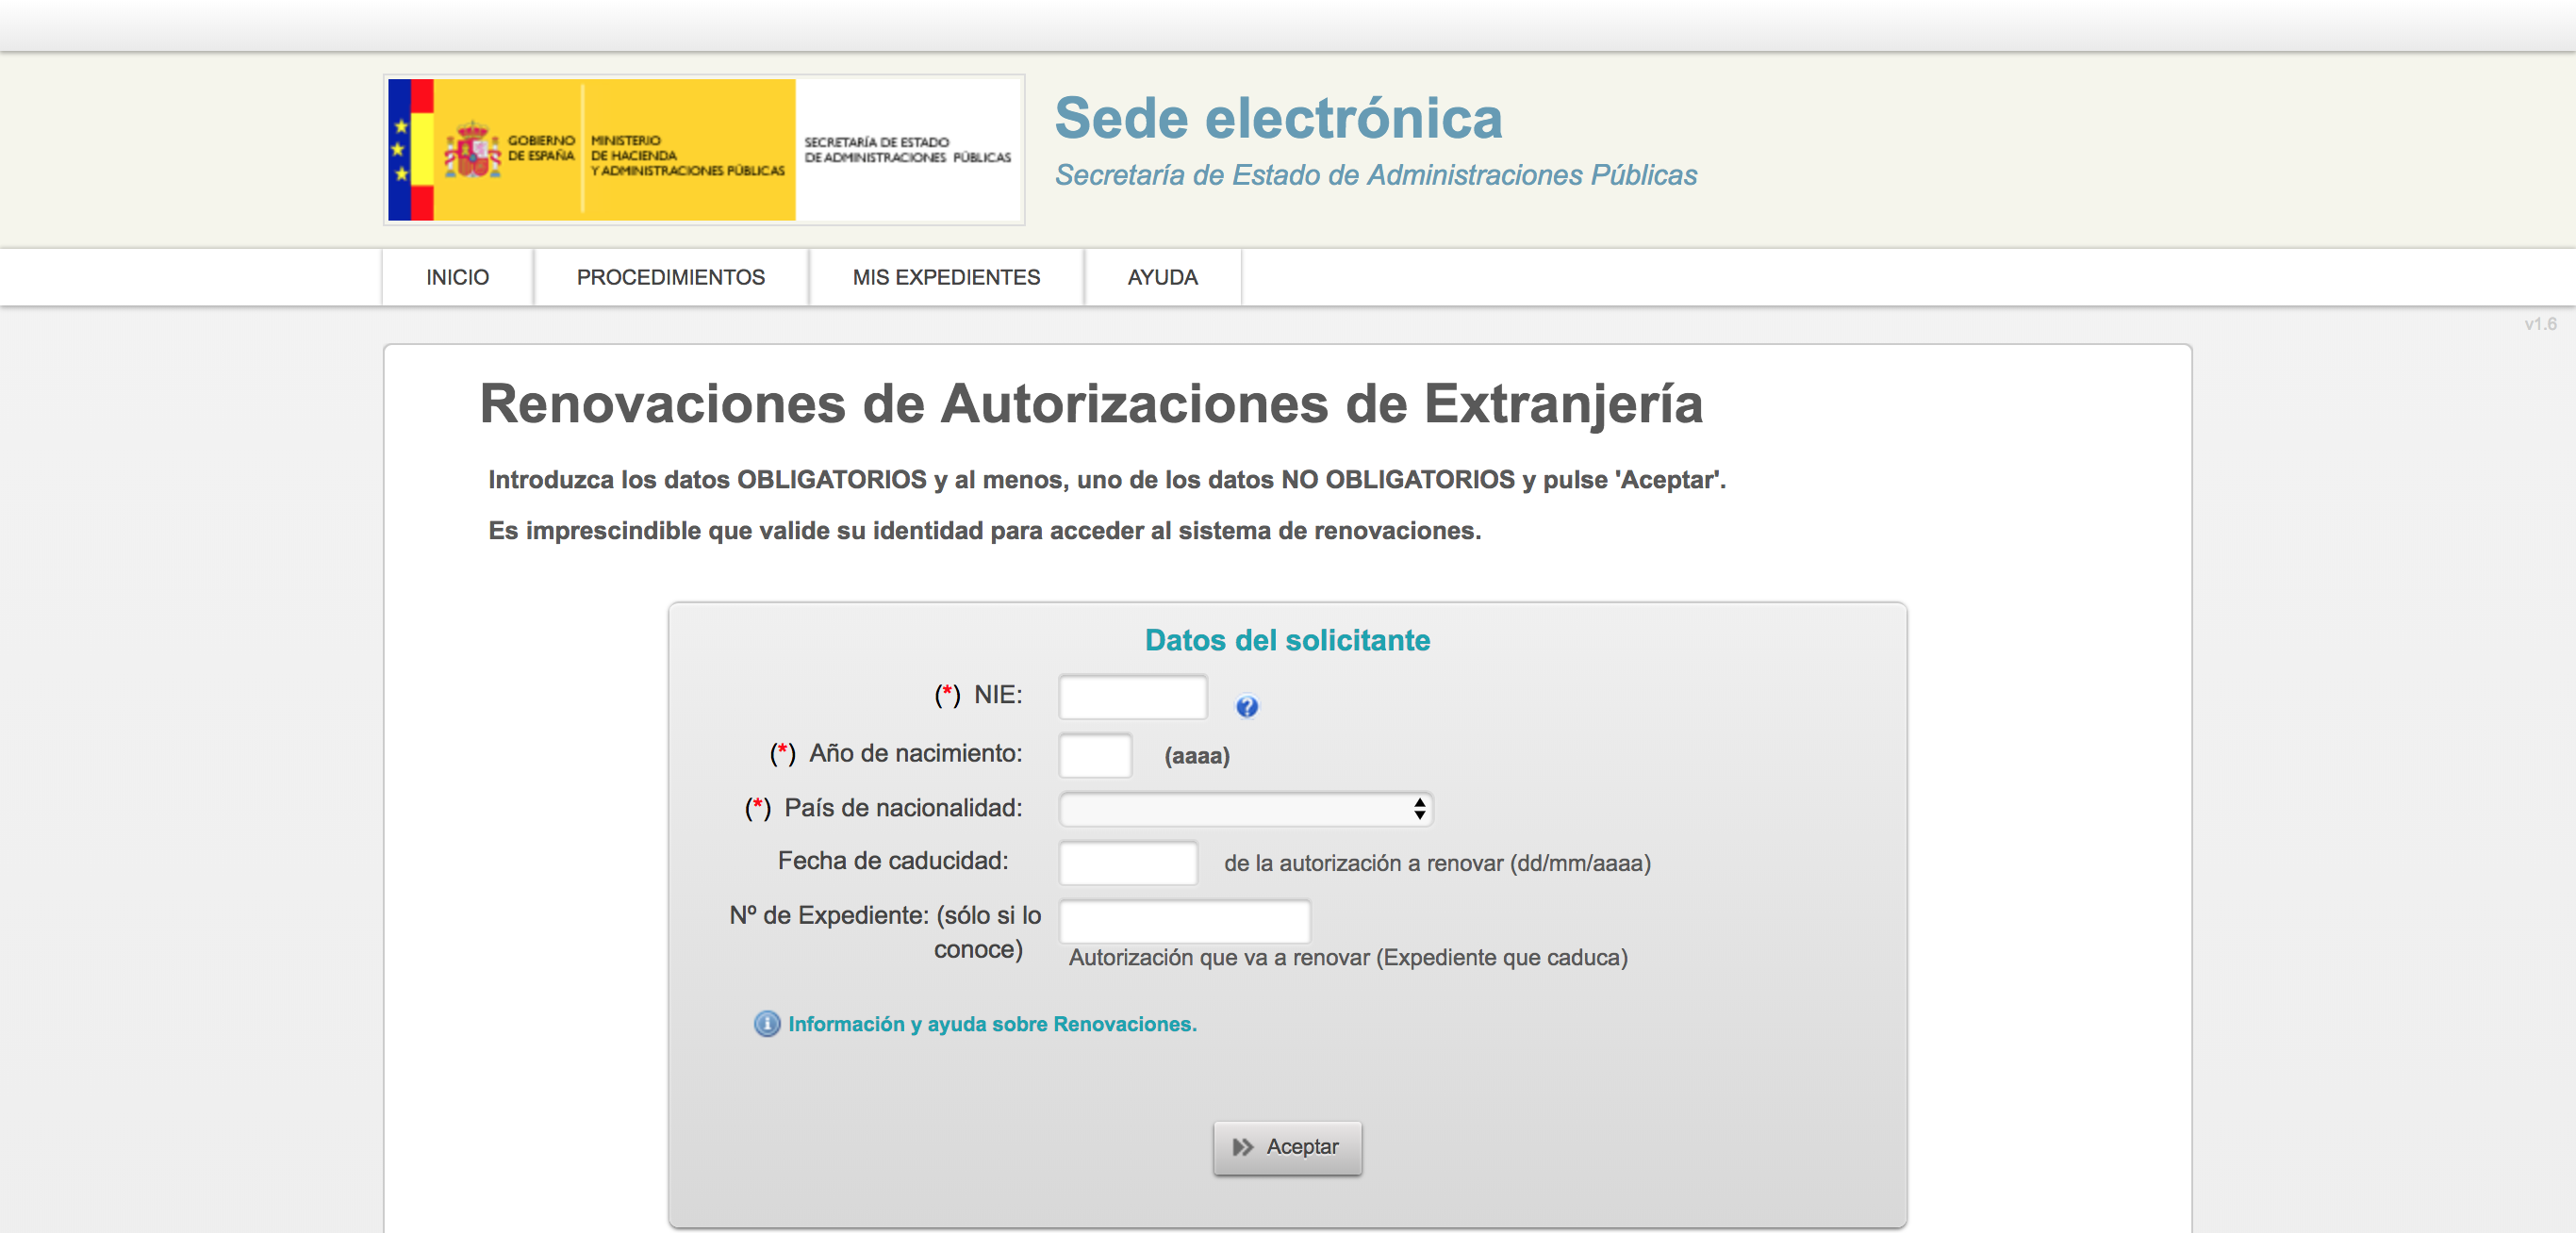 GOBIERNO
DE ESPAÑA
MINISTERIO
DE HACIENDA
Y ADMINISTRACIONES PÚBLICAS
SECRETARÍA DE ESTADO
DE ADMINISTRACIONES PÚBLICAS
Sede electrónica
Secretaría de Estado de Administraciones Públicas
INICIO
PROCEDIMIENTOS
MIS EXPEDIENTES
AYUDA
v1.6
Renovaciones de Autorizaciones de Extranjería
Introduzca los datos OBLIGATORIOS y al menos, uno de los datos NO OBLIGATORIOS y pulse 'Aceptar'.
Es imprescindible que valide su identidad para acceder al sistema de renovaciones.
Datos del solicitante
(*) NIE:
(*) Año de nacimiento: (aaaa)
(*) País de nacionalidad:
Fecha de caducidad: de la autorización a renovar (dd/mm/aaaa)
Nº de Expediente: (sólo si lo
conoce)
Autorización que va a renovar (Expediente que caduca)
Información y ayuda sobre Renovaciones.
Aceptar